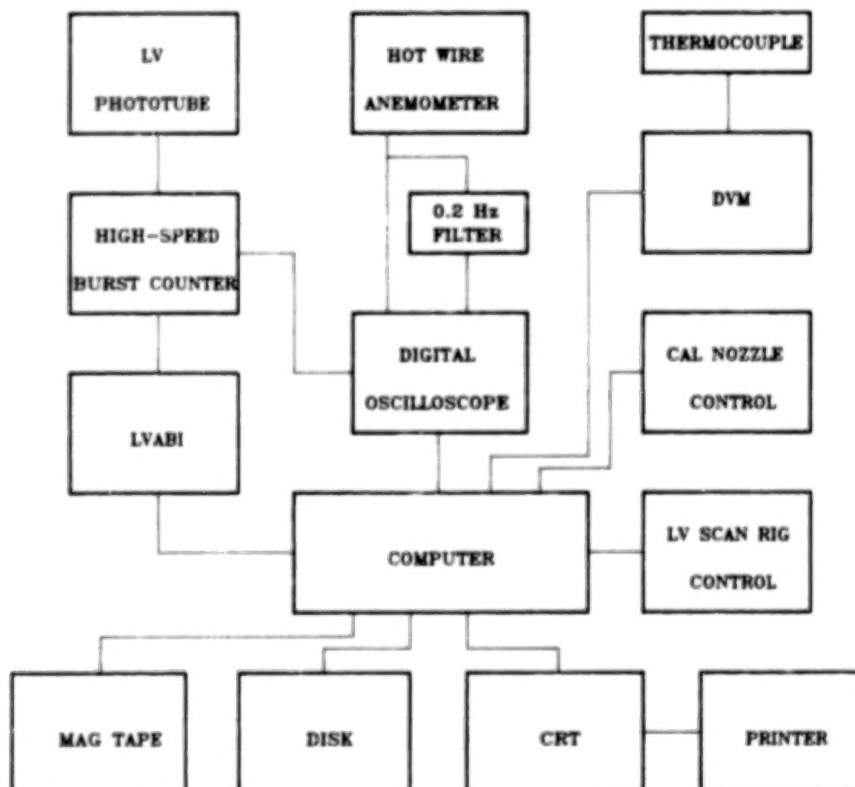 LV
PHOTOTUBE
HOT WIRE
ANEMOMETER
THERMOCOUPLE
HIGH-SPEED
BURST COUNTER
0.2 Hz
FILTER
DVM
LVABI
DIGITAL
OSCILLOSCOPE
CAL NOZZLE
CONTROL
COMPUTER
LV SCAN RIG
CONTROL
MAG TAPE
DISK
CRT
PRINTER